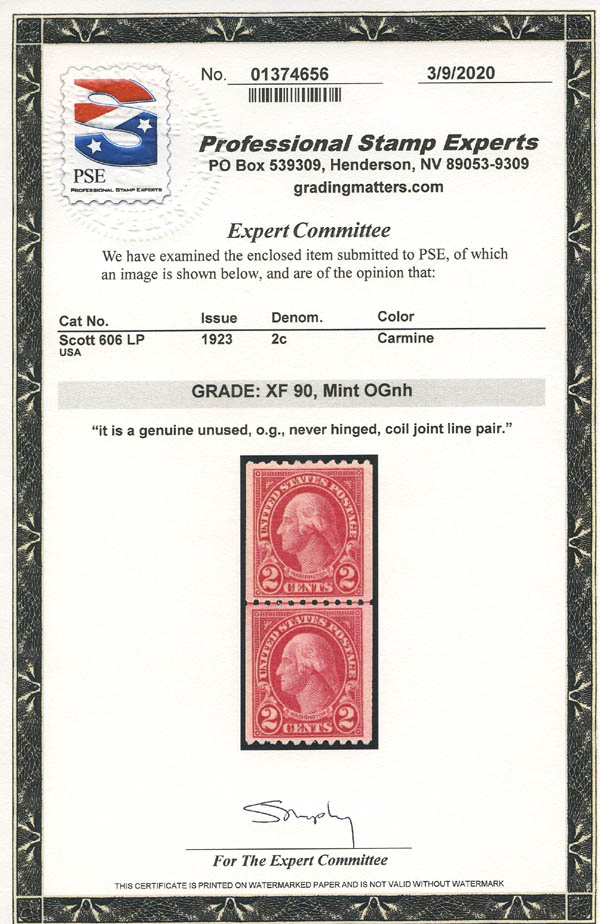 No. 01374656 3/9/2020
PSE
PROFESSIONAL STAMP EXPERTS
Professional Stamp Experts
PO Box 539309, Henderson, NV 89053-9309
gradingmatters.com
Expert Committee
We have examined the enclosed item submitted to PSE, of which
an image is shown below, and are of the opinion that:
Cat No. Issue Denom. Color
Scott 606 LP 1923 2c Carmine
USA
GRADE: XF 90, Mint OGnh
“it is a genuine unused, o.g., never hinged, coil joint line pair.”
UNITED STATES POSTAGE
WASHINGTON
2 CENTS 2
UNITED STATES POSTAGE
WASHINGTON
2 CENTS 2
For The Expert Committee
THIS CERTIFICATE IS PRINTED ON WATERMARKED PAPER AND IS NOT VALID WITHOUT WATERMARK